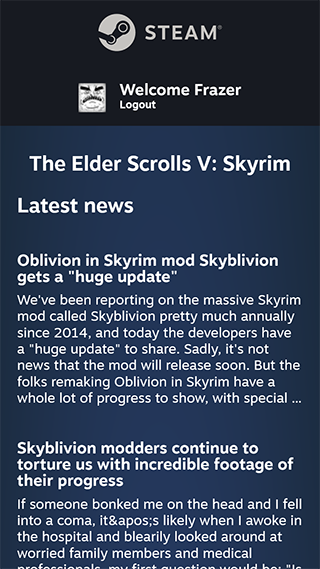 STEAM®
Welcome Frazer
Logout
The Elder Scrolls V: Skyrim
Latest news
Oblivion in Skyrim mod Skyblivion
gets a "huge update"
We've been reporting on the massive Skyrim
mod called Skyblivion pretty much annually
since 2014, and today the developers have
a "huge update" to share. Sadly, it's not
news that the mod will release soon. But the
folks remaking Oblivion in Skyrim have a
whole lot of progress to show, with special ...
Skyblivion modders continue to
torture us with incredible footage of
their progress
If someone bonked me on the head and I fell
into a coma, it&apos;s likely when I awoke in
the hospital and blearily looked around at
worried family members and medical
professionals, my first question would be: "Is